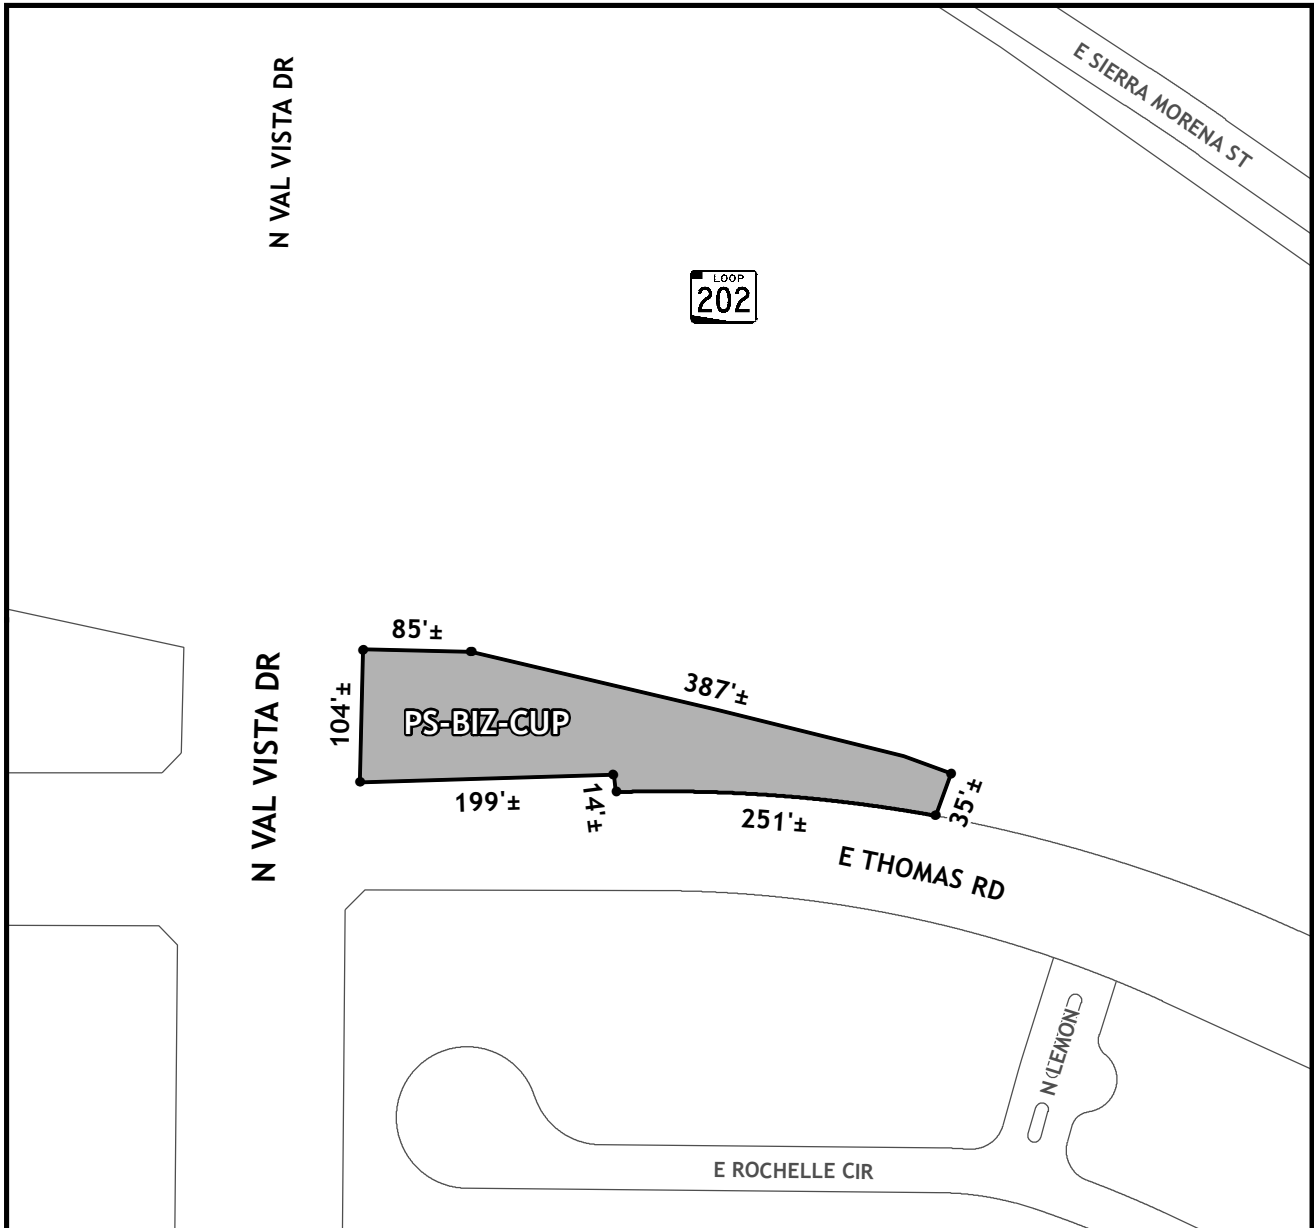 N VAL VISTA DR
E SIERRA MORENA ST
LOOP
202
85'±
387'±
104'±
PS-BIZ-CUP
N VAL VISTA DR
199'±
14'±
251'±
35'±
E THOMAS RD
N LEMON
E ROCHELLE CIR